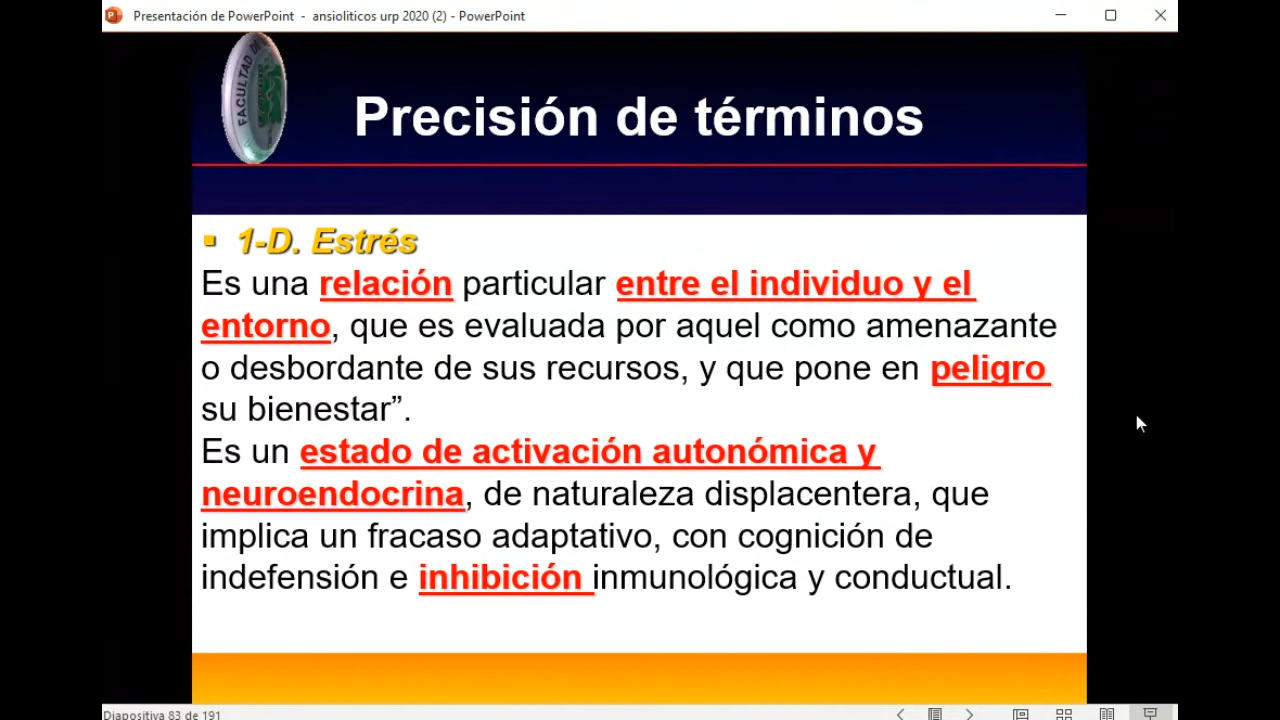 Presentación de PowerPoint - ansioliticos urp 2020 (2) - PowerPoint
FACULTAD DE
Precisión de términos
1-D. Estrés
Es una relación particular entre el individuo y el
entorno, que es evaluada por aquel como amenazante
o desbordante de sus recursos, y que pone en peligro
su bienestar”.
Es un estado de activación autonómica y
neuroendocrina, de naturaleza displacentera, que
implica un fracaso adaptativo, con cognición de
indefensión e inhibición inmunológica y conductual.
Diapositiva 83 de 191